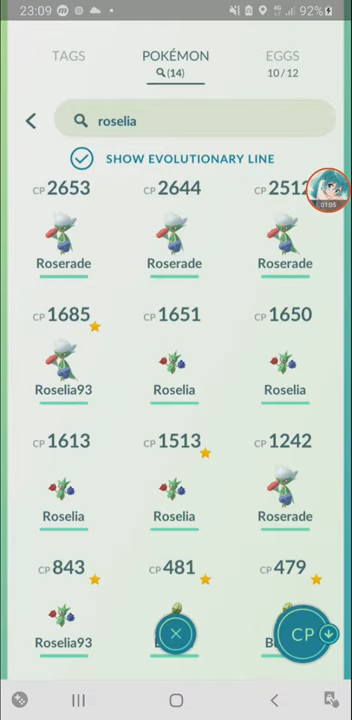 23:09 92%
TAGS POKÉMON EGGS
(14) 10/12
roselia
SHOW EVOLUTIONARY LINE
CP 2653 CP 2644 CP 2512
01:05
Roserade Roserade Roserade
CP 1685 CP 1651 CP 1650
Roselia93 Roselia Roselia
CP 1613 CP 1513 CP 1242
Roselia Roselia Roserade
CP 843 CP 481 CP 479
CP
Roselia93